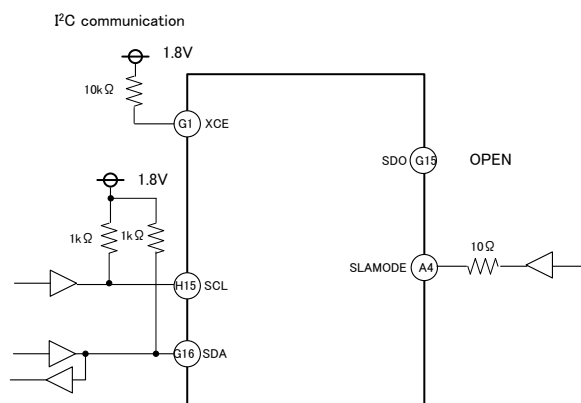 I²C communication
1.8V
10kΩ
G1 XCE
SDO G15 OPEN
1.8V
1kΩ 1kΩ
10Ω
SLAMODE A4
H15 SCL
G16 SDA